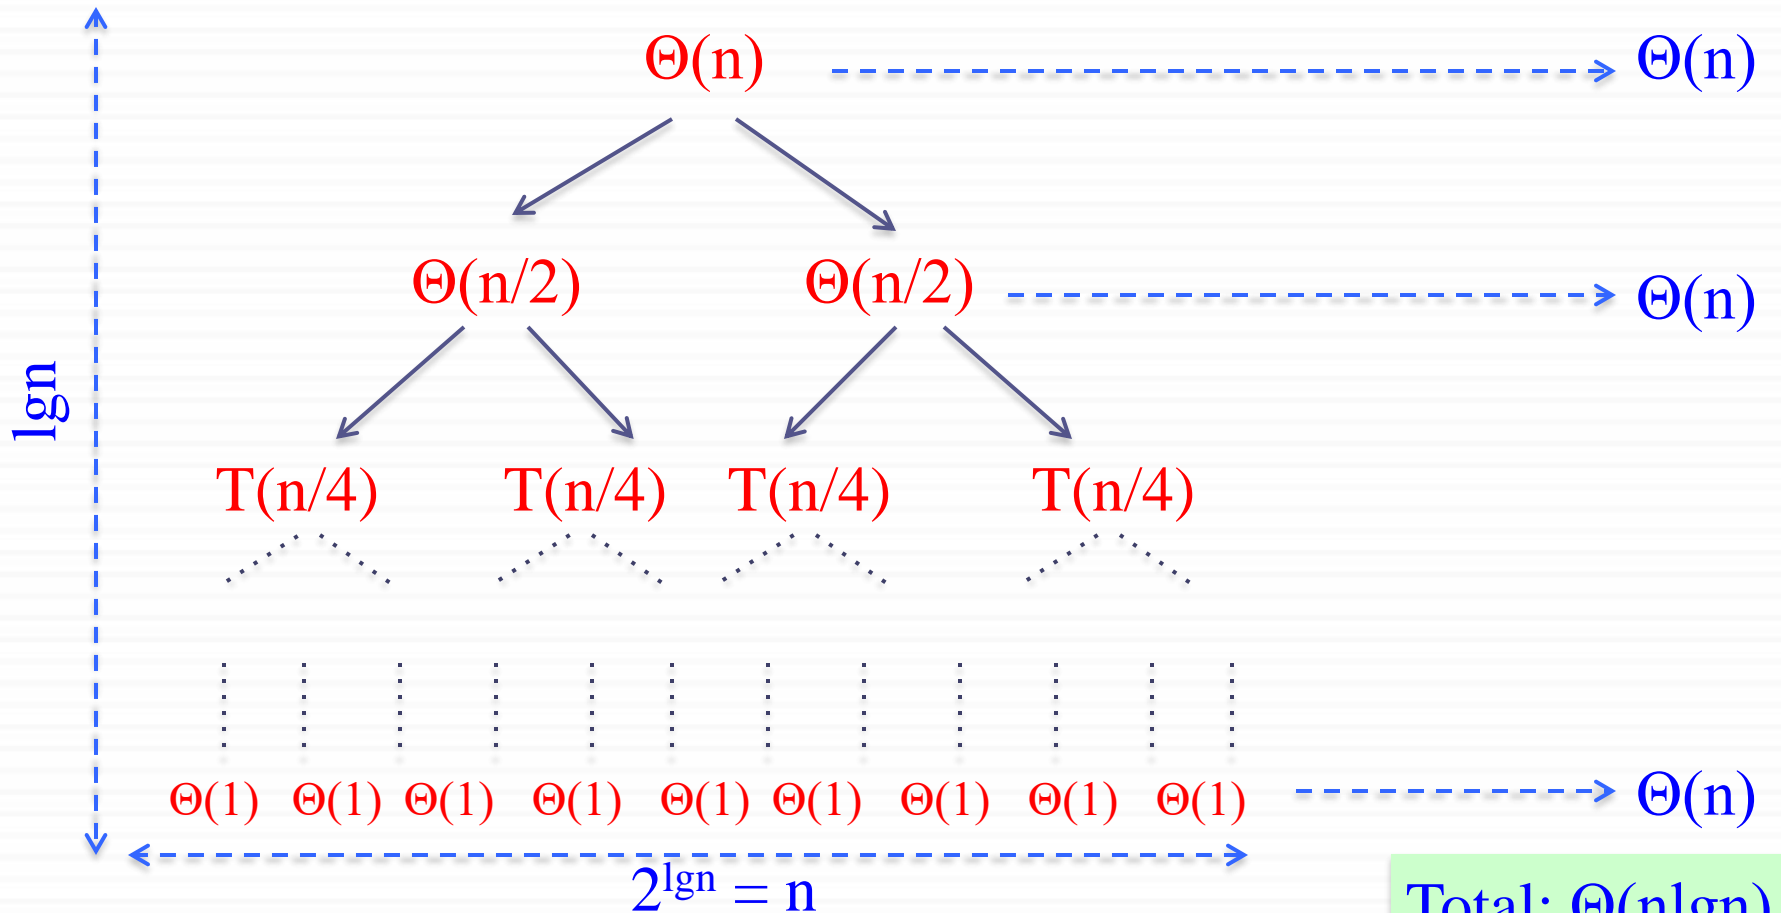 Θ(n) Θ(n)
Θ(n/2) Θ(n/2) Θ(n)
lgn
T(n/4) T(n/4) T(n/4) T(n/4)
Θ(1) Θ(1) Θ(1) Θ(1) Θ(1) Θ(1) Θ(1) Θ(1) Θ(1) Θ(n)
2^lgn = n
Total: Θ(nlgn)